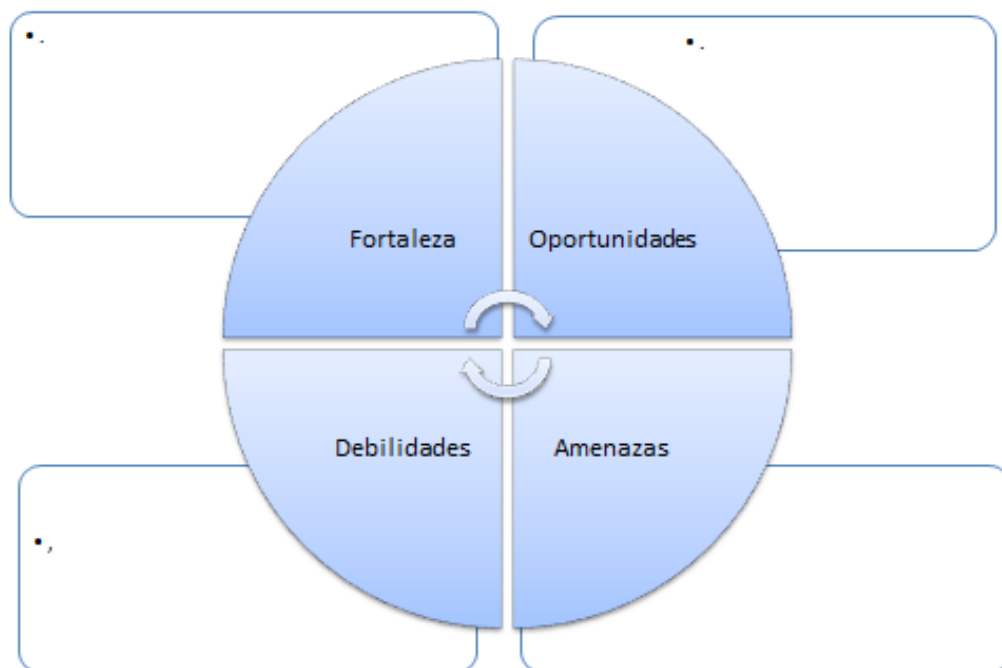 • .
• .
Fortaleza
Oportunidades
Debilidades
Amenazas
• ,